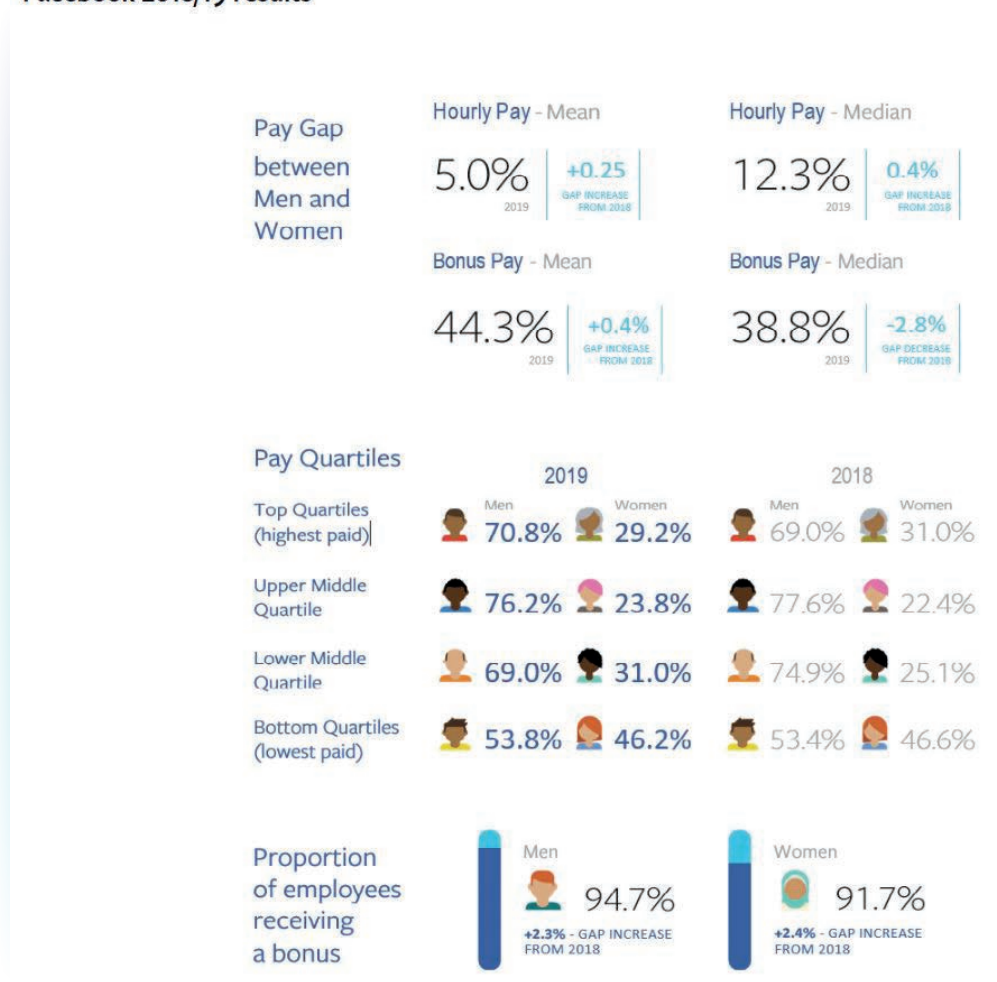 Pay Gap
between
Men and
Women
Hourly Pay - Mean
5.0%
2019
+0.25
GAP INCREASE
FROM 2018
Hourly Pay - Median
12.3%
2019
0.4%
GAP INCREASE
FROM 2018
Bonus Pay - Mean
44.3%
2019
+0.4%
GAP INCREASE
FROM 2018
Bonus Pay - Median
38.8%
2019
-2.8%
GAP DECREASE
FROM 2018
Pay Quartiles
2019 2018
Men Women Men Women
Top Quartiles
(highest paid)
70.8% 29.2% 69.0% 31.0%
Upper Middle
Quartile
76.2% 23.8% 77.6% 22.4%
Lower Middle
Quartile
69.0% 31.0% 74.9% 25.1%
Bottom Quartiles
(lowest paid)
53.8% 46.2% 53.4% 46.6%
Proportion
of employees
receiving
a bonus
Men
94.7%
+2.3% - GAP INCREASE
FROM 2018
Women
91.7%
+2.4% - GAP INCREASE
FROM 2018